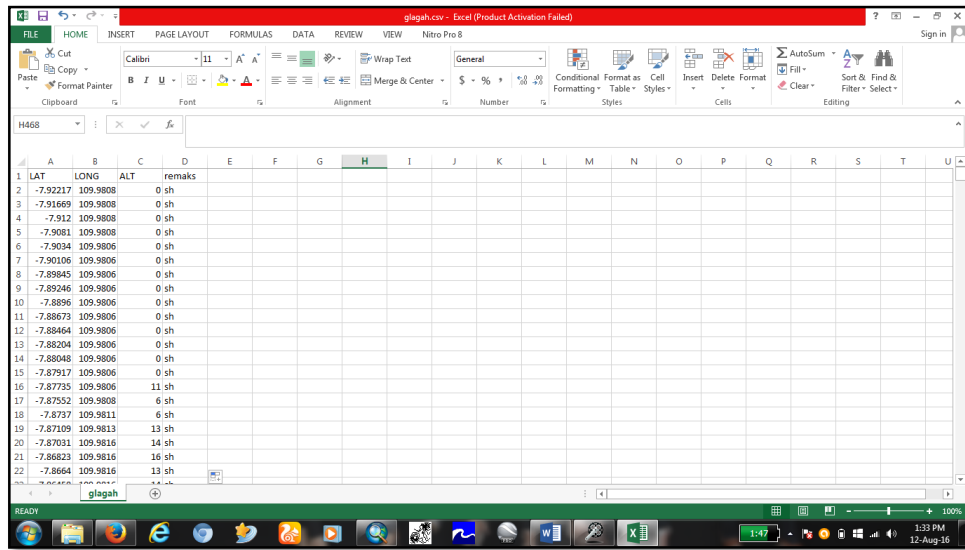 glagah.csv - Excel (Product Activation Failed)
FILE HOME INSERT PAGE LAYOUT FORMULAS DATA REVIEW VIEW Nitro Pro 8 Sign in
Paste
Cut
Copy
Format Painter
Clipboard
Calibri 11
B I U
Font
Wrap Text
Merge & Center
Alignment
General
$ % ,
Number
Conditional Formatting
Format as Table
Cell Styles
Styles
Insert Delete Format
Cells
AutoSum
Fill
Clear
Sort & Filter
Find & Select
Editing
H468 fx
A B C D E F G H I J K L M N O P Q R S T U
1 LAT LONG ALT remaks
2 -7.92217 109.9808 0 sh
3 -7.91669 109.9808 0 sh
4 -7.912 109.9808 0 sh
5 -7.9081 109.9808 0 sh
6 -7.9034 109.9806 0 sh
7 -7.90106 109.9806 0 sh
8 -7.89845 109.9806 0 sh
9 -7.89246 109.9806 0 sh
10 -7.8896 109.9806 0 sh
11 -7.88673 109.9806 0 sh
12 -7.88464 109.9806 0 sh
13 -7.88204 109.9806 0 sh
14 -7.88048 109.9806 0 sh
15 -7.87917 109.9806 0 sh
16 -7.87735 109.9806 11 sh
17 -7.87552 109.9808 6 sh
18 -7.8737 109.9811 6 sh
19 -7.87109 109.9813 13 sh
20 -7.87031 109.9816 14 sh
21 -7.86823 109.9816 16 sh
22 -7.8664 109.9816 13 sh
glagah
READY 100%
1:47
1:33 PM
12-Aug-16